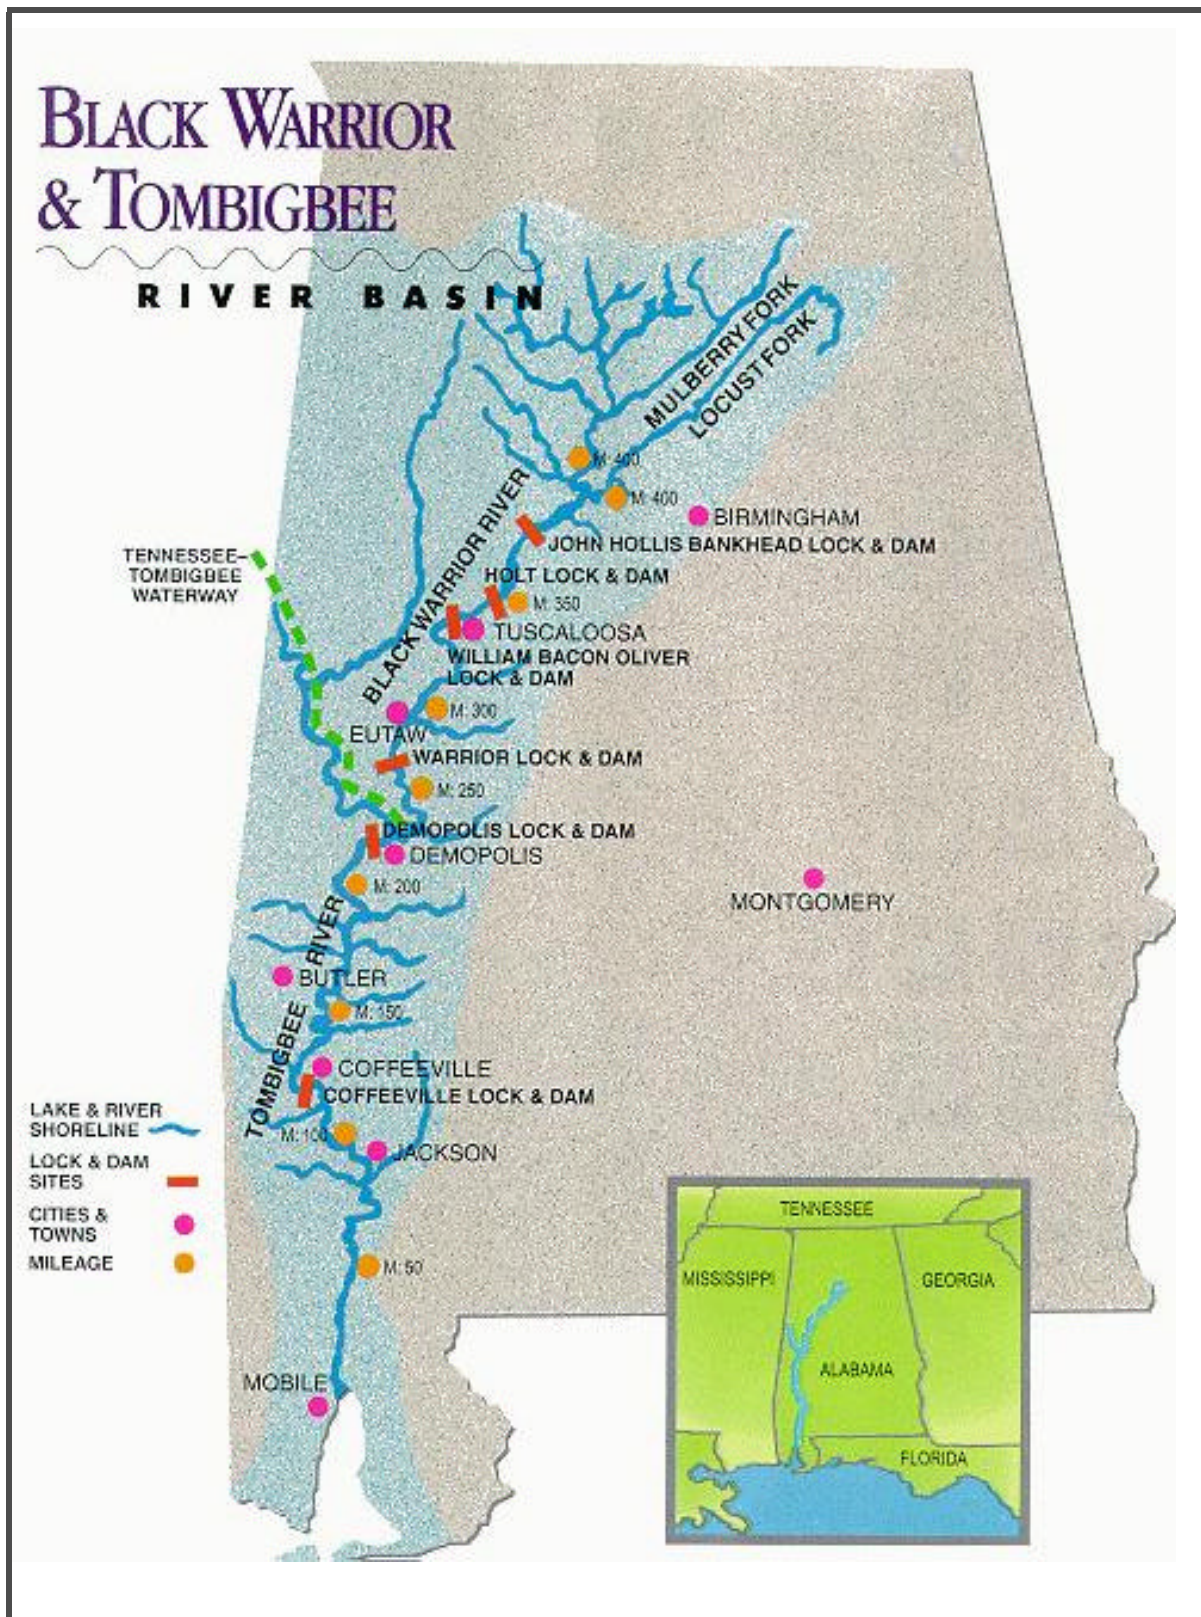 BLACK WARRIOR
& TOMBIGBEE
RIVER BASIN
MULBERRY FORK
LOCUST FORK
M: 400
M: 400
BIRMINGHAM
BLACK WARRIOR RIVER
JOHN HOLLIS BANKHEAD LOCK & DAM
TENNESSEE–
TOMBIGBEE
WATERWAY
HOLT LOCK & DAM
M: 350
TUSCALOOSA
WILLIAM BACON OLIVER
LOCK & DAM
M: 300
EUTAW
WARRIOR LOCK & DAM
M: 250
DEMOPOLIS LOCK & DAM
DEMOPOLIS
M: 200
MONTGOMERY
TOMBIGBEE RIVER
BUTLER
M: 150
COFFEEVILLE
COFFEEVILLE LOCK & DAM
M: 100
JACKSON
M: 50
MOBILE
LAKE & RIVER
SHORELINE
LOCK & DAM
SITES
CITIES &
TOWNS
MILEAGE
TENNESSEE
MISSISSIPPI
GEORGIA
ALABAMA
FLORIDA